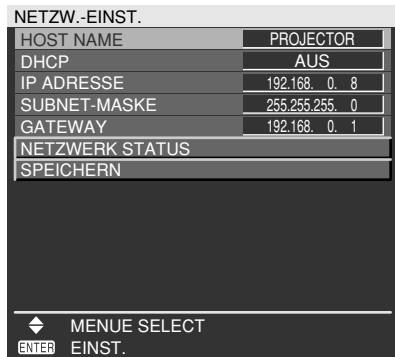 NETZW.-EINST.
HOST NAME PROJECTOR
DHCP AUS
IP ADRESSE 192.168. 0. 8
SUBNET-MASKE 255.255.255. 0
GATEWAY 192.168. 0. 1
NETZWERK STATUS
SPEICHERN
MENUE SELECT
ENTER EINST.